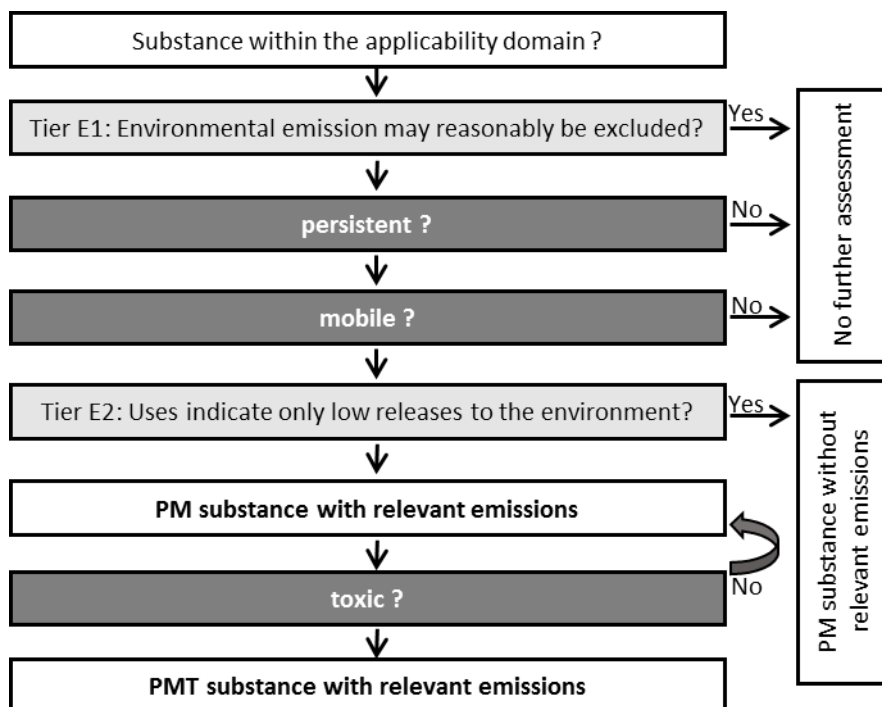 Substance within the applicability domain ?
Tier E1: Environmental emission may reasonably be excluded?
Yes
persistent ?
No
mobile ?
No
No further assessment
Tier E2: Uses indicate only low releases to the environment?
Yes
PM substance with relevant emissions
toxic ?
No
PM substance without
relevant emissions
PMT substance with relevant emissions